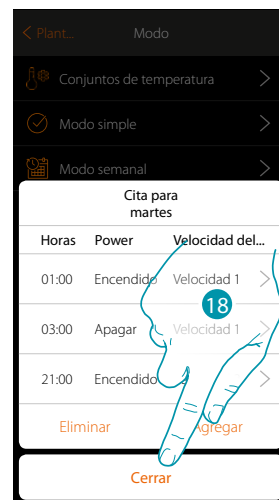 Plant... Modo
Conjuntos de temperatura
Modo simple
Modo semanal
Cita para
martes
Horas Power Velocidad del...
01:00 Encendido Velocidad 1
18
03:00 Apagar Velocidad 1
21:00 Encendido
Eliminar Agregar
Cerrar